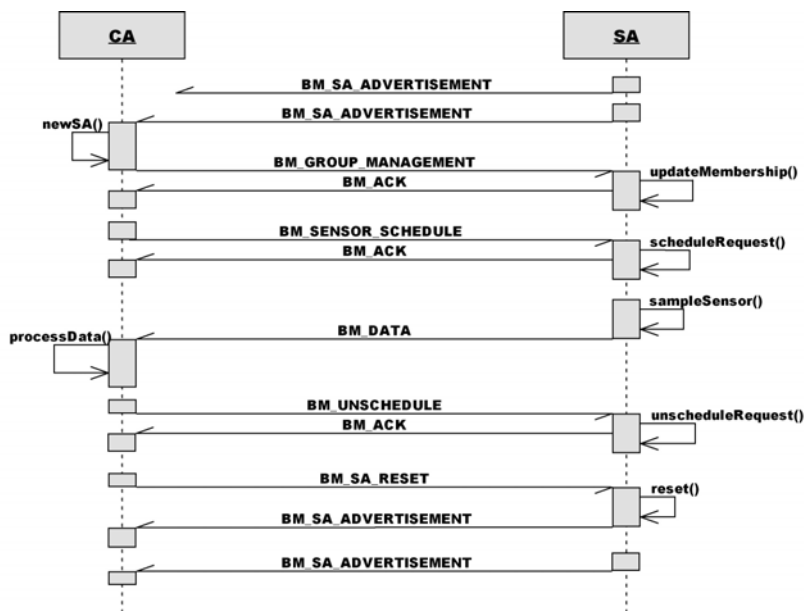 CA
SA
BM_SA_ADVERTISEMENT
BM_SA_ADVERTISEMENT
newSA()
BM_GROUP_MANAGEMENT
updateMembership()
BM_ACK
BM_SENSOR_SCHEDULE
scheduleRequest()
BM_ACK
sampleSensor()
BM_DATA
processData()
BM_UNSCHEDULE
unscheduleRequest()
BM_ACK
BM_SA_RESET
reset()
BM_SA_ADVERTISEMENT
BM_SA_ADVERTISEMENT